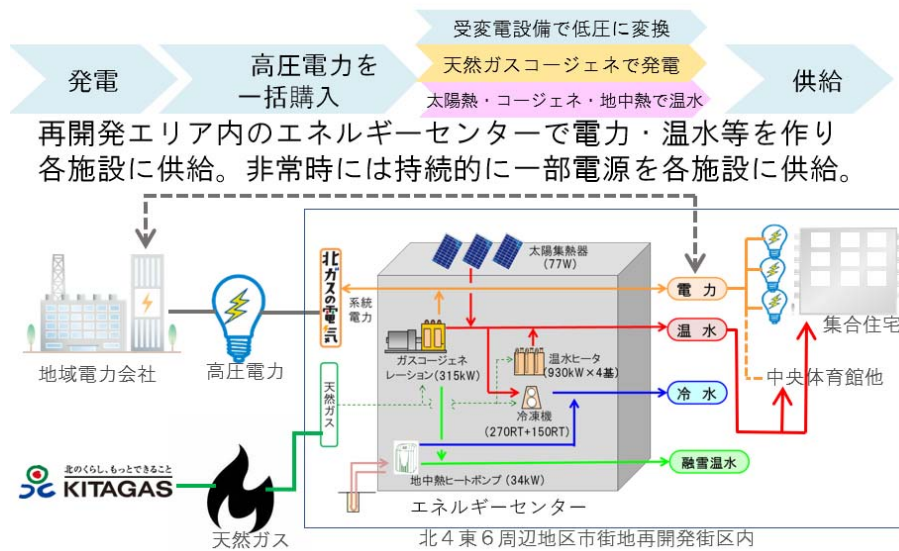 発電
高圧電力を
一括購入
受変電設備で低圧に変換
天然ガスコージェネで発電
太陽熱・コージェネ・地中熱で温水
供給
再開発エリア内のエネルギーセンターで電力・温水等を作り
各施設に供給。非常時には持続的に一部電源を各施設に供給。
地域電力会社
高圧電力
北ガスの電気
系統
電力
太陽集熱器
(77W)
ガスコージェネ
レーション(315kW)
温水ヒータ
(930kW×4基)
冷凍機
(270RT+150RT)
地中熱ヒートポンプ(34kW)
エネルギーセンター
電力
温水
冷水
融雪温水
集合住宅
中央体育館他
天然ガス
北のくらし、もっとできること
KITAGAS
天然ガス
北4東6周辺地区市街地再開発街区内